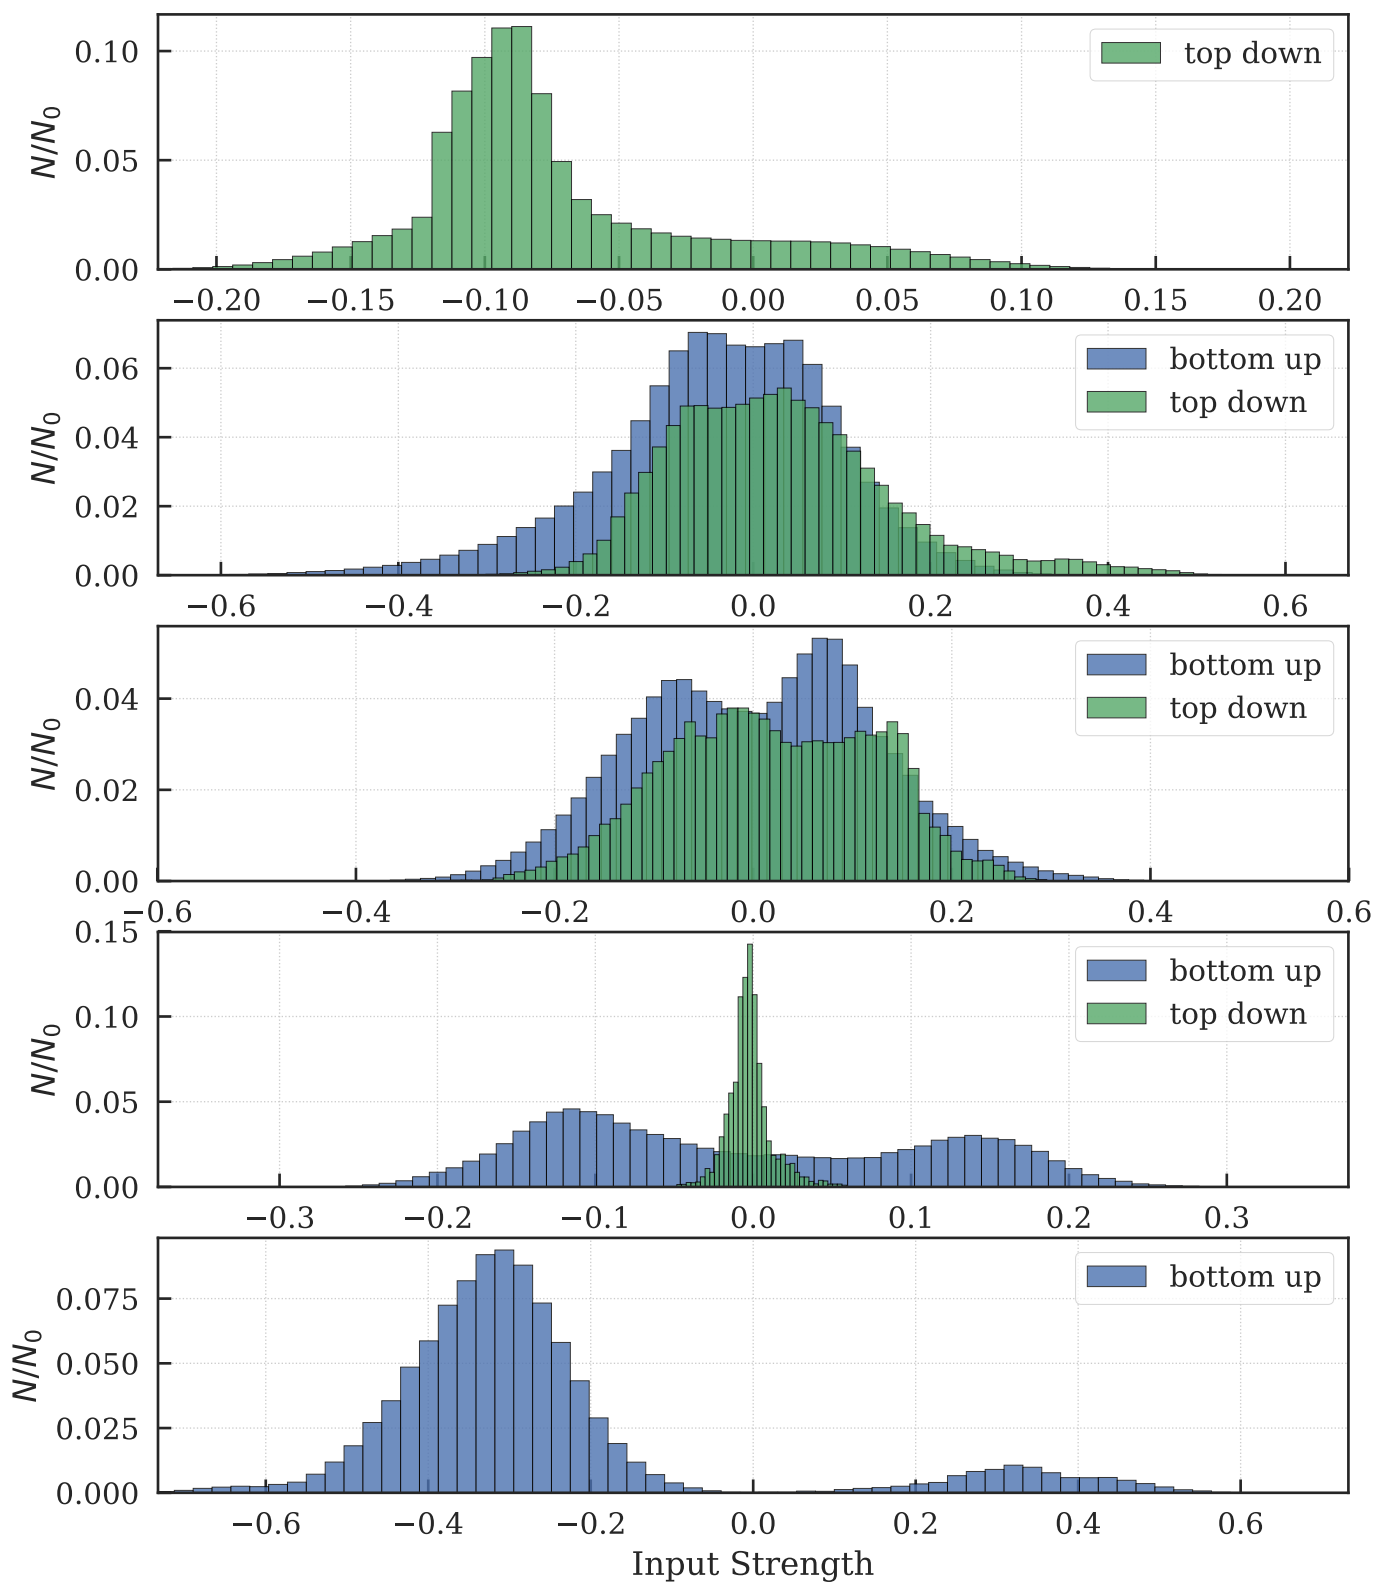 top down
N/N0
0.10
0.05
0.00
−0.20 −0.15 −0.10 −0.05 0.00 0.05 0.10 0.15 0.20
bottom up
top down
N/N0
0.06
0.04
0.02
0.00
−0.6 −0.4 −0.2 0.0 0.2 0.4 0.6
bottom up
top down
N/N0
0.04
0.02
0.00
−0.6 −0.4 −0.2 0.0 0.2 0.4 0.6
bottom up
top down
N/N0
0.15
0.10
0.05
0.00
−0.3 −0.2 −0.1 0.0 0.1 0.2 0.3
bottom up
N/N0
0.075
0.050
0.025
0.000
−0.6 −0.4 −0.2 0.0 0.2 0.4 0.6
Input Strength